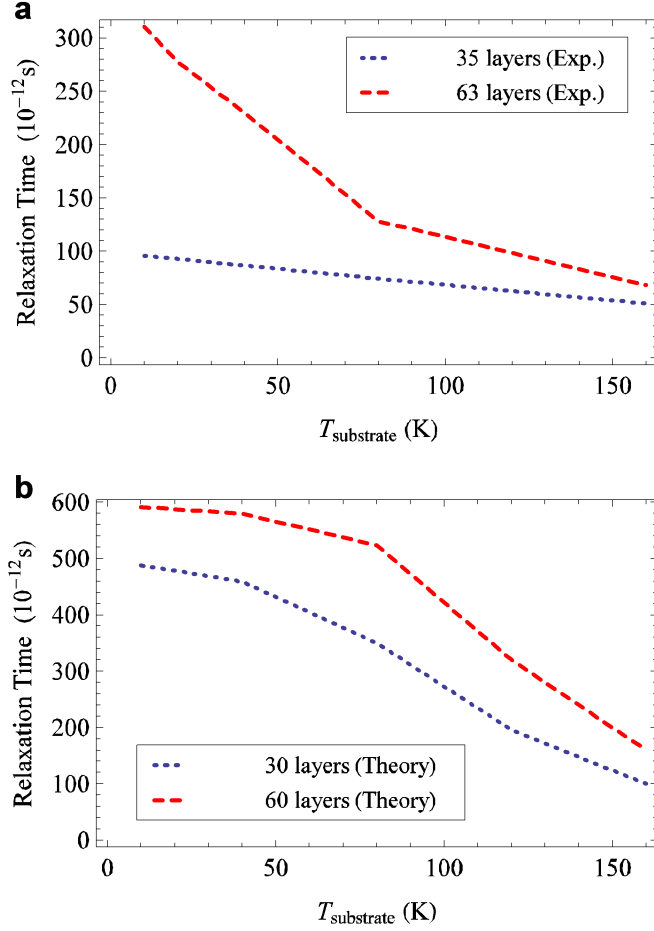 a
300
250
200
150
100
50
0
Relaxation Time (10⁻¹²s)
35 layers (Exp.)
63 layers (Exp.)
0 50 100 150
T_substrate (K)
b
600
500
400
300
200
100
0
Relaxation Time (10⁻¹²s)
30 layers (Theory)
60 layers (Theory)
0 50 100 150
T_substrate (K)